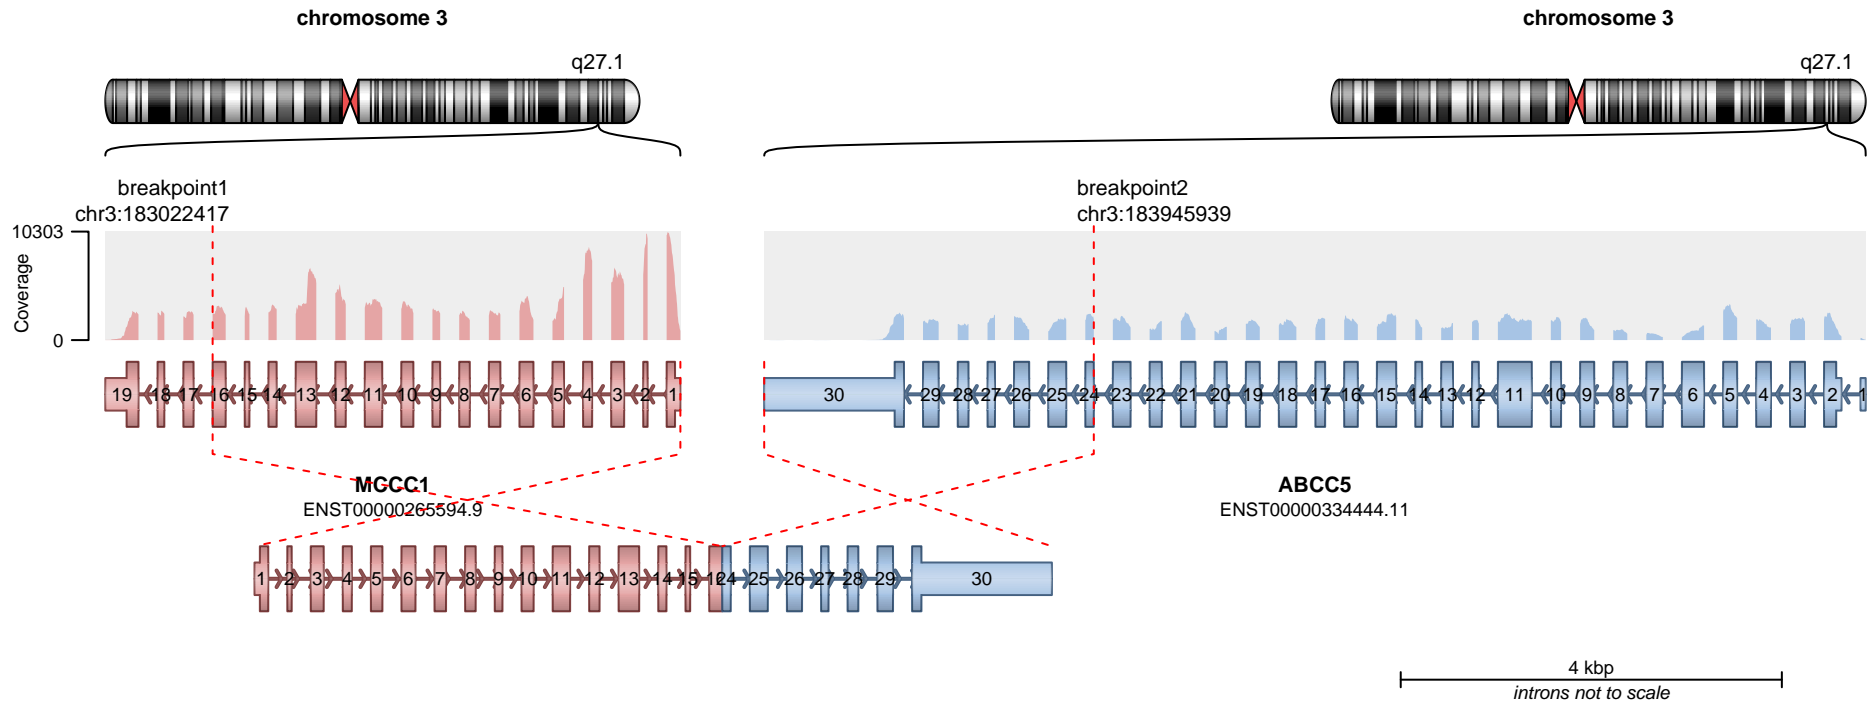 chromosome 3
chromosome 3
q27.1
q27.1
breakpoint1
chr3:183022417
breakpoint2
chr3:183945939
10303
Coverage
0
19 18 17 16 15 14 13 12 11 10 9 8 7 6 5 4 3 2 1
30 29 28 27 26 25 24 23 22 21 20 19 18 17 16 15 14 13 12 11 10 9 8 7 6 5 4 3 2 1
MCCC1
ENST00000265594.9
ABCC5
ENST00000334444.11
1 2 3 4 5 6 7 8 9 10 11 12 13 14 15 16 24 25 26 27 28 29 30
4 kbp
introns not to scale